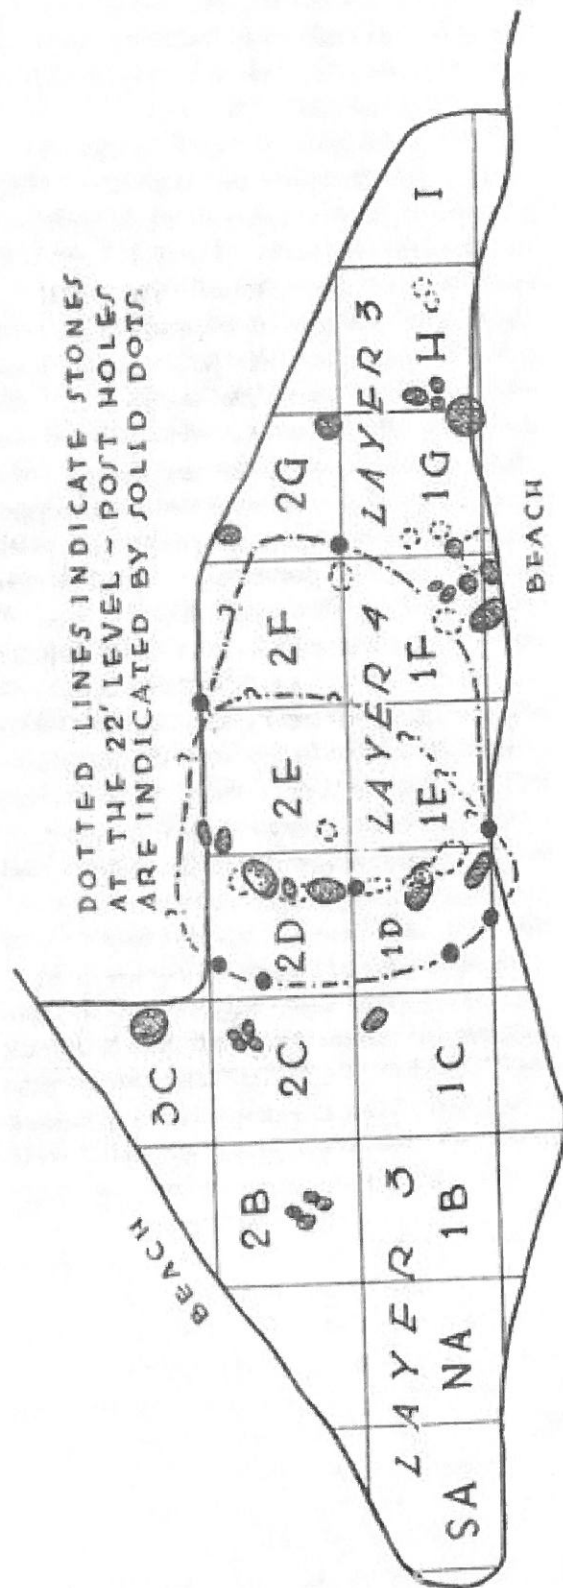 DOTTED LINES INDICATE STONES
AT THE 22' LEVEL – POST HOLES
ARE INDICATED BY SOLID DOTS.
BEACH
3C
2B
2C
2D
2E
2F
2G
LAYER 3
LAYER 4
LAYER 3
SA
NA
1B
1C
1D
1E
1F
1G
H
I
?
?
?
?
?
?
BEACH